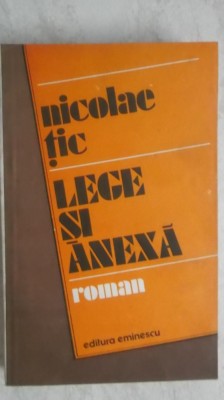 nicolae
țic
LEGE
ȘI
ANEXĂ
roman
editura eminescu